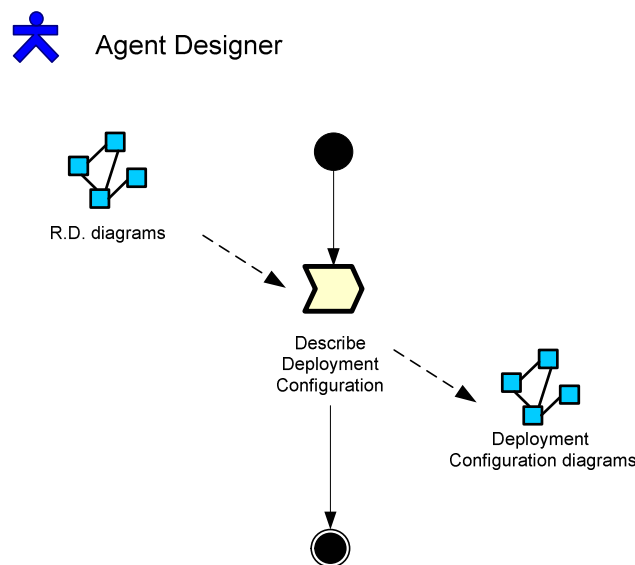 Agent Designer
R.D. diagrams
Describe
Deployment
Configuration
Deployment
Configuration diagrams